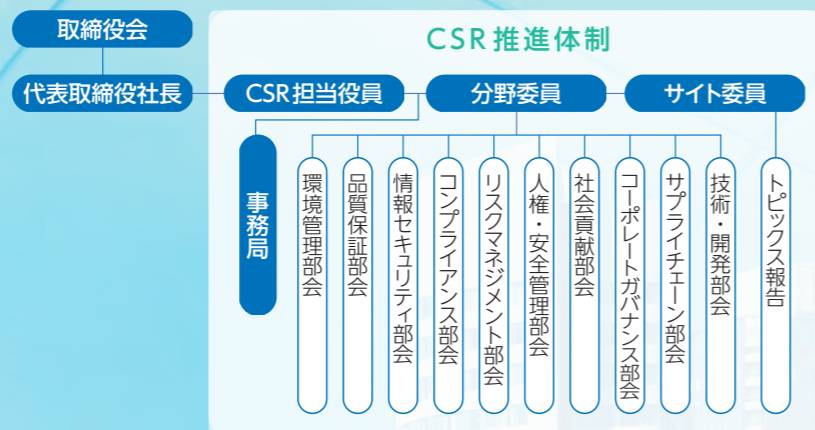 取締役会
CSR推進体制
代表取締役社長
CSR担当役員
分野委員
サイト委員
事務局
環境管理部会
品質保証部会
情報セキュリティ部会
コンプライアンス部会
リスクマネジメント部会
人権・安全管理部会
社会貢献部会
コーポレートガバナンス部会
サプライチェーン部会
技術・開発部会
トピックス報告